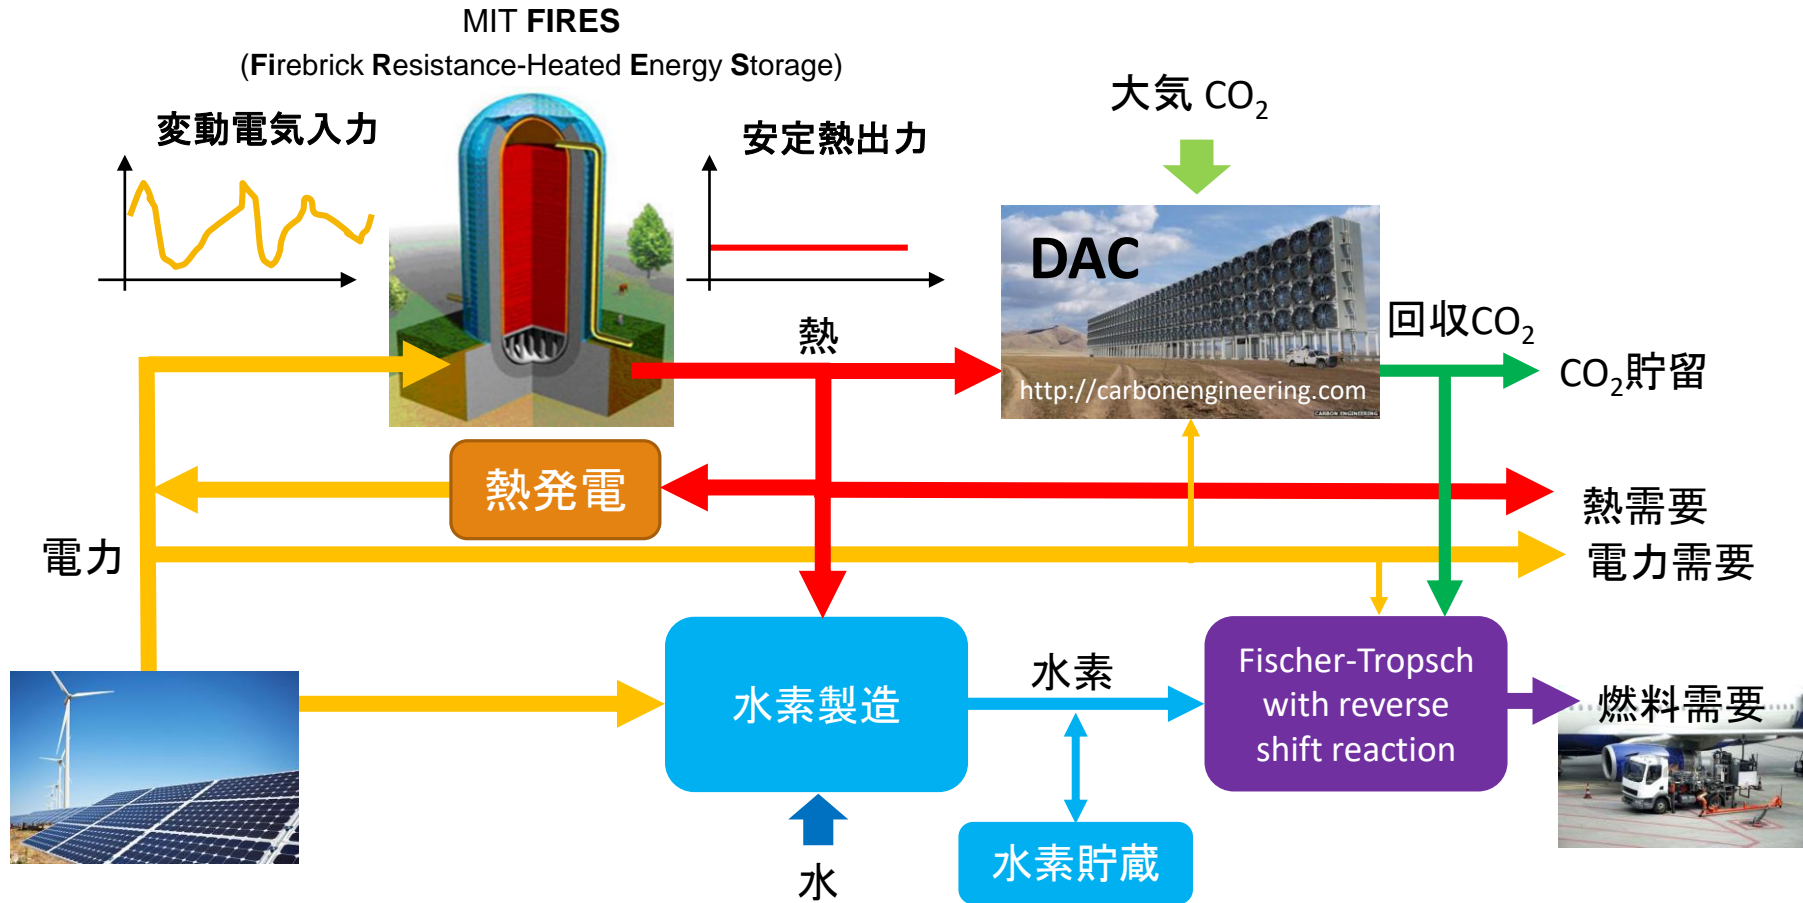 MIT FIRES
(Firebrick Resistance-Heated Energy Storage)
変動電気入力
安定熱出力
大気 CO₂
DAC
http://carbonengineering.com
CARBON ENGINEERING
熱
回収CO₂
CO₂貯留
熱発電
熱需要
電力
電力需要
水素製造
水素
Fischer-Tropsch
with reverse
shift reaction
燃料需要
水素貯蔵
水